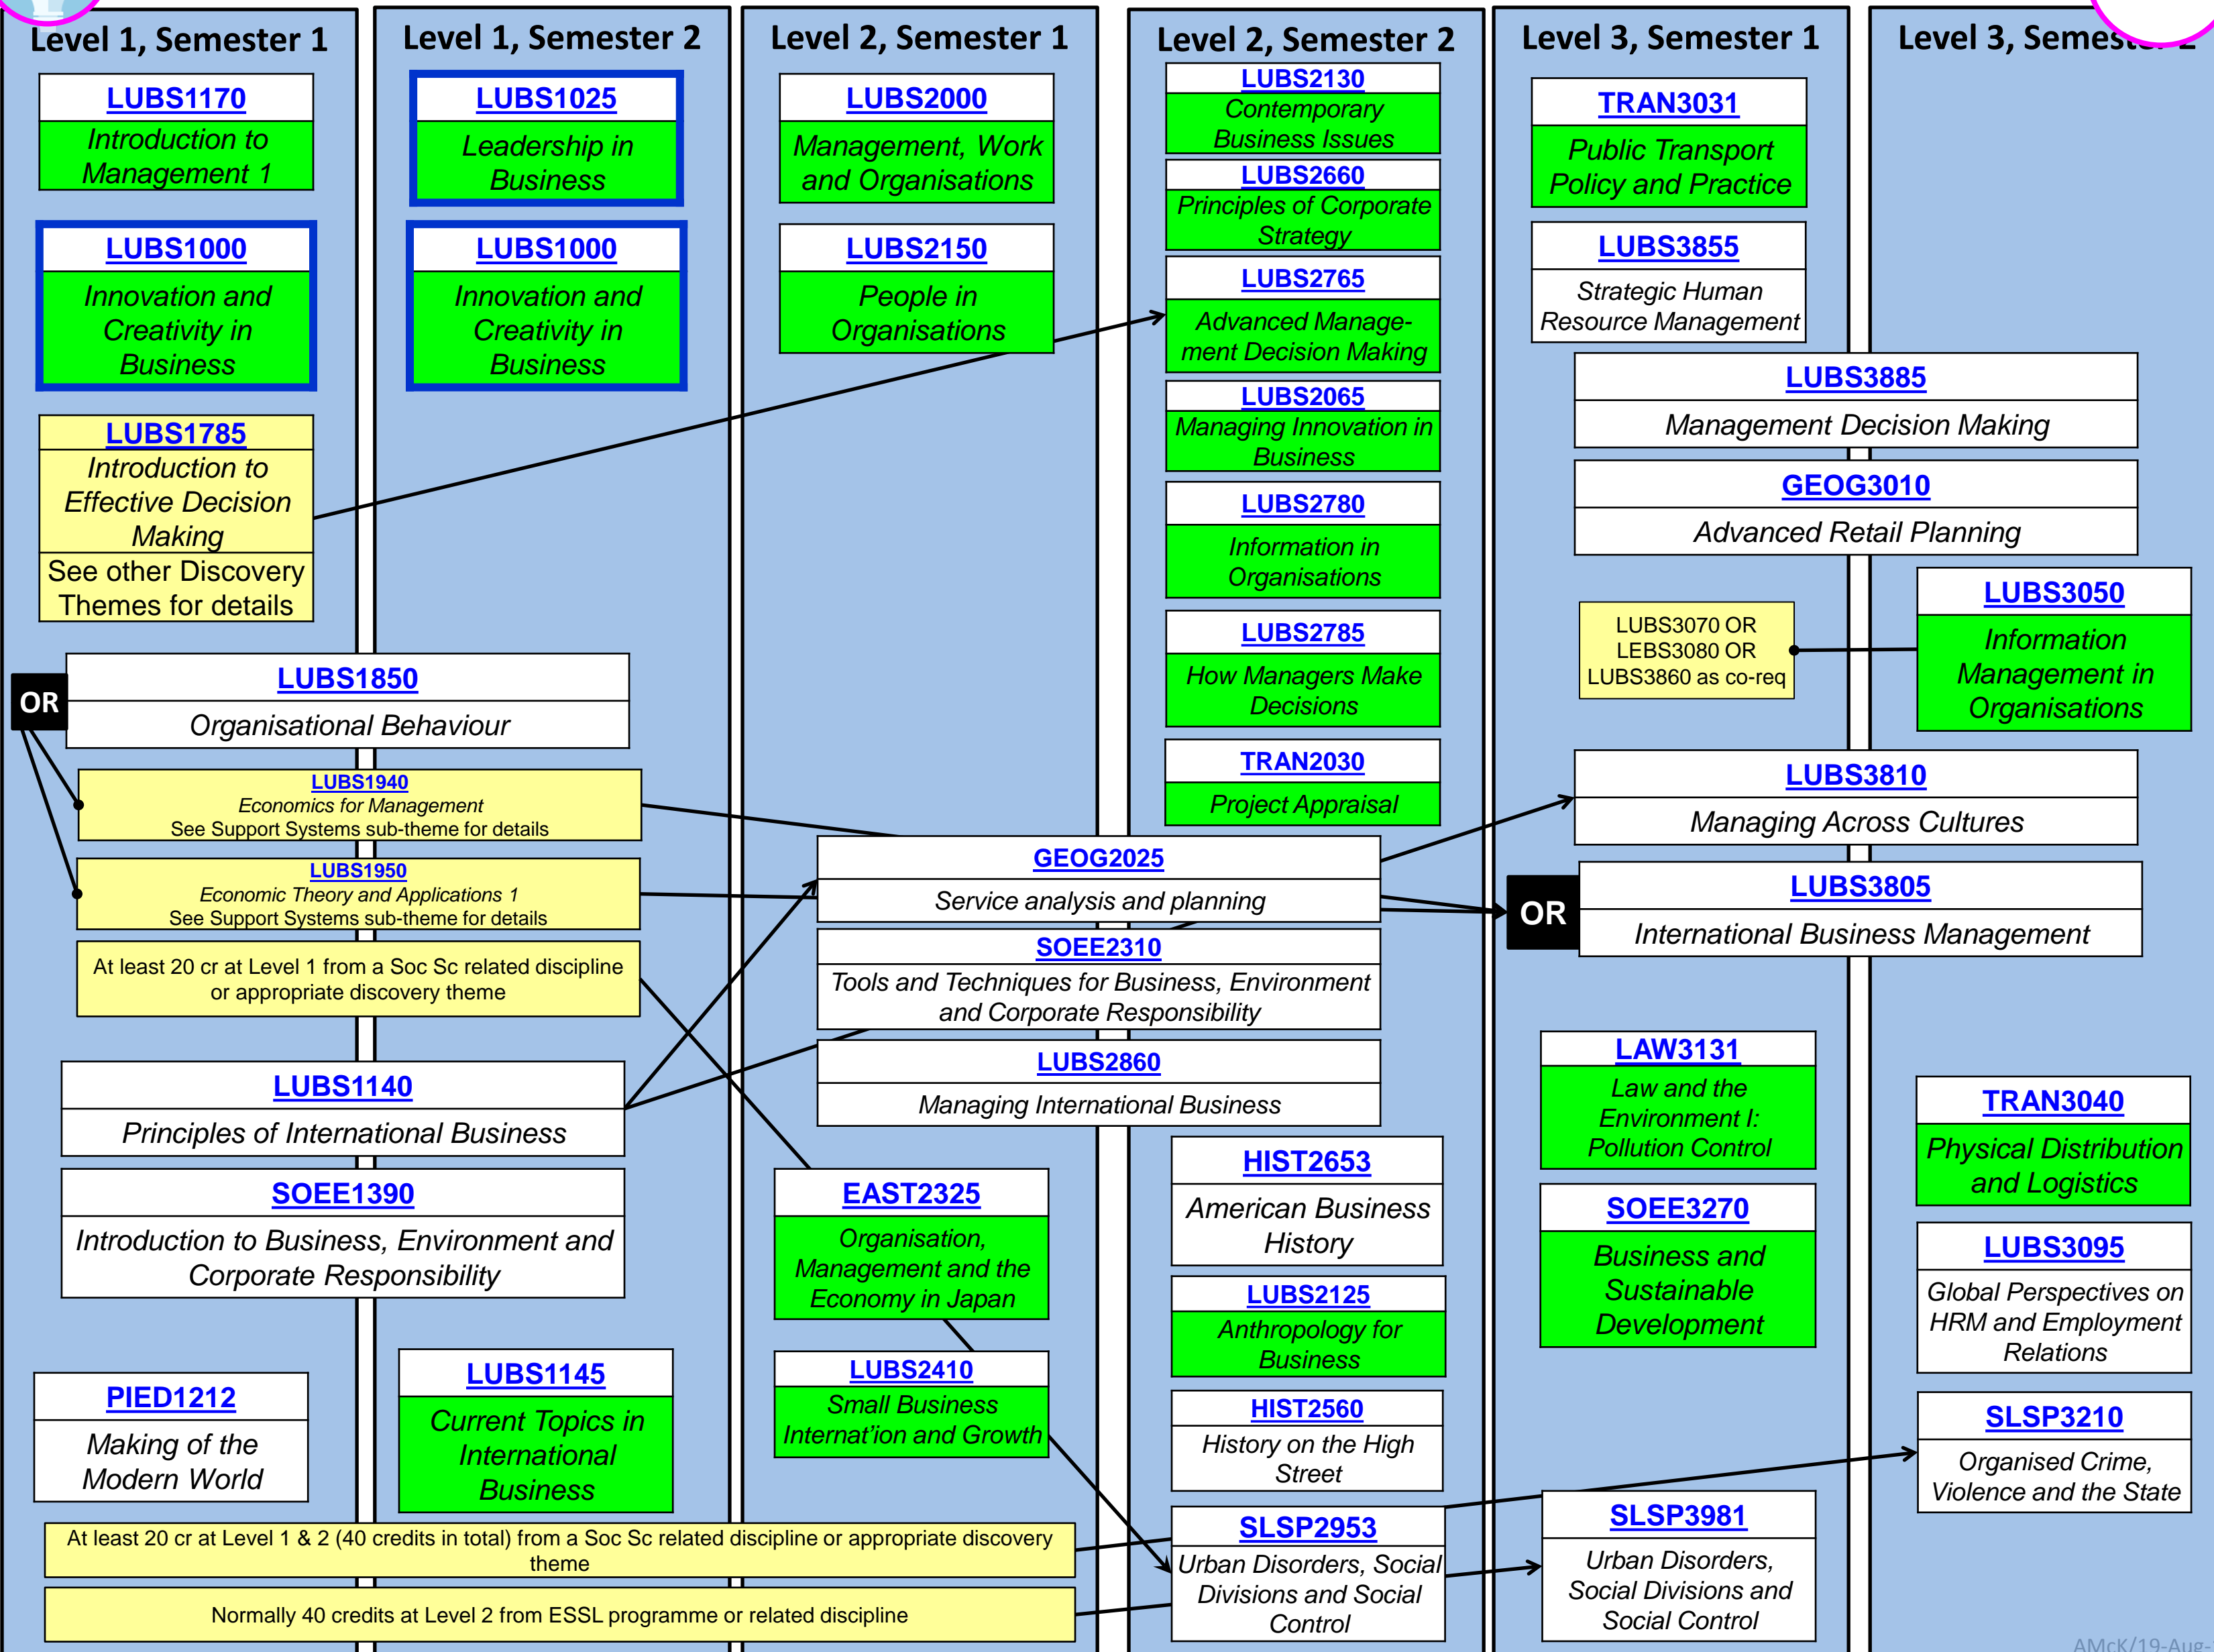 Level 1, Semester 1
LUBS1170
Introduction to
Management 1
LUBS1000
Innovation and
Creativity in
Business
LUBS1785
Introduction to
Effective Decision
Making
See other Discovery
Themes for details
Level 1, Semester 2
LUBS1025
Leadership in
Business
LUBS1000
Innovation and
Creativity in
Business
OR
LUBS1850
Organisational Behaviour
LUBS1940
Economics for Management
See Support Systems sub-theme for details
LUBS1950
Economic Theory and Applications 1
See Support Systems sub-theme for details
At least 20 cr at Level 1 from a Soc Sc related discipline
or appropriate discovery theme
LUBS1140
Principles of International Business
SOEE1390
Introduction to Business, Environment and
Corporate Responsibility
PIED1212
Making of the
Modern World
LUBS1145
Current Topics in
International
Business
At least 20 cr at Level 1 & 2 (40 credits in total) from a Soc Sc related discipline or appropriate discovery
theme
Normally 40 credits at Level 2 from ESSL programme or related discipline
Level 2, Semester 1
LUBS2000
Management, Work
and Organisations
LUBS2150
People in
Organisations
Level 2, Semester 2
LUBS2130
Contemporary
Business Issues
LUBS2660
Principles of Corporate
Strategy
LUBS2765
Advanced Manage-
ment Decision Making
LUBS2065
Managing Innovation in
Business
LUBS2780
Information in
Organisations
LUBS2785
How Managers Make
Decisions
TRAN2030
Project Appraisal
GEOG2025
Service analysis and planning
SOEE2310
Tools and Techniques for Business, Environment
and Corporate Responsibility
LUBS2860
Managing International Business
EAST2325
Organisation,
Management and the
Economy in Japan
LUBS2410
Small Business
Internat'ion and Growth
HIST2653
American Business
History
LUBS2125
Anthropology for
Business
HIST2560
History on the High
Street
SLSP2953
Urban Disorders, Social
Divisions and Social
Control
Level 3, Semester 1
TRAN3031
Public Transport
Policy and Practice
LUBS3855
Strategic Human
Resource Management
Level 3,
LUBS3885
Management Decision Making
GEOG3010
Advanced Retail Planning
LUBS3070 OR
LEBS3080 OR
LUBS3860 as co-req
LUBS3050
Information
Management in
Organisations
LUBS3810
Managing Across Cultures
OR
LUBS3805
International Business Management
LAW3131
Law and the
Environment I:
Pollution Control
SOEE3270
Business and
Sustainable
Development
SLSP3981
Urban Disorders,
Social Divisions and
Social Control
TRAN3040
Physical Distribution
and Logistics
LUBS3095
Global Perspectives on
HRM and Employment
Relations
SLSP3210
Organised Crime,
Violence and the State
AMcK/19-Aug-